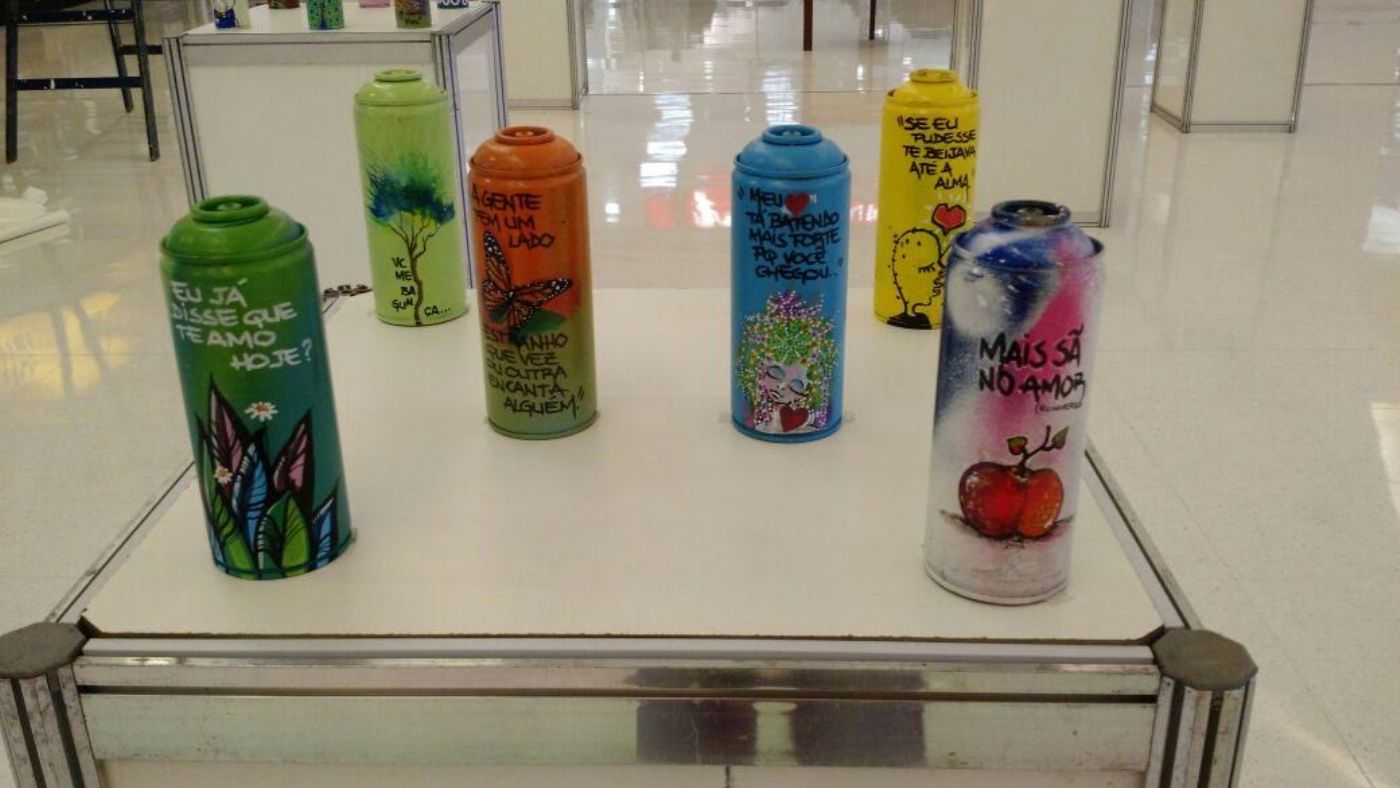 EU JÁ
DISSE QUE
TE AMO
HOJE?
VC
ME
BA
GUN
ÇA...
A GENTE
TEM UM
LADO
ESTRANHO
QUE VEZ
OU OUTRA
ENCANTA
ALGUÉM."
"MEU
TÁ BATENDO
MAIS FORTE
PQ VOCÊ
CHEGOU..."
"SE EU
PUDESSE
TE BEIJAVA
ATÉ A
ALMA
MAIS SÃ
NO AMOR